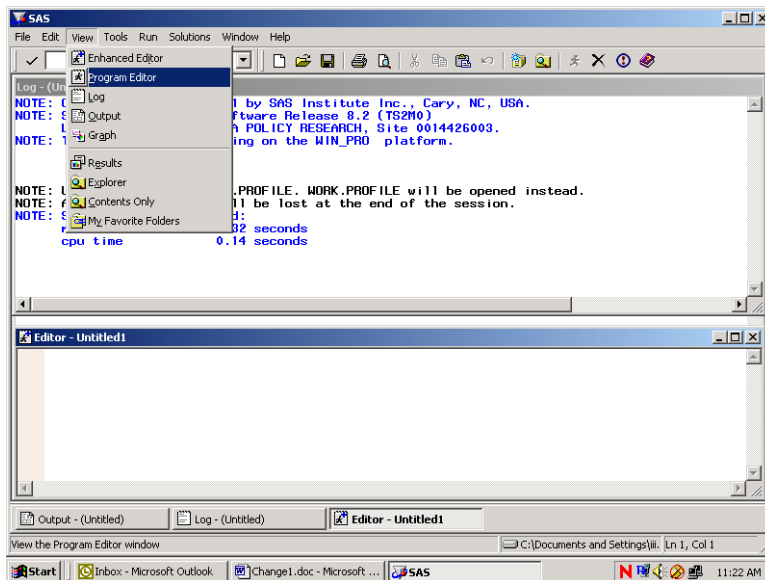 SAS
File Edit View Tools Run Solutions Window Help
Enhanced Editor
Program Editor
Log
Output
Graph
Results
Explorer
Contents Only
My Favorite Folders
Log - (Un
NOTE: 1 by SAS Institute Inc., Cary, NC, USA.
NOTE: S ftware Release 8.2 (TS2M0)
L A POLICY RESEARCH, Site 0014426003.
NOTE: T ing on the WIN_PRO platform.
NOTE: U .PROFILE. WORK.PROFILE will be opened instead.
NOTE: A ll be lost at the end of the session.
NOTE: S d:
r 32 seconds
cpu time 0.14 seconds
Editor - Untitled1
Output - (Untitled) Log - (Untitled) Editor - Untitled1
View the Program Editor window C:\Documents and Settings\iii. Ln 1, Col 1
Start Inbox - Microsoft Outlook Change1.doc - Microsoft ... SAS N 11:22 AM